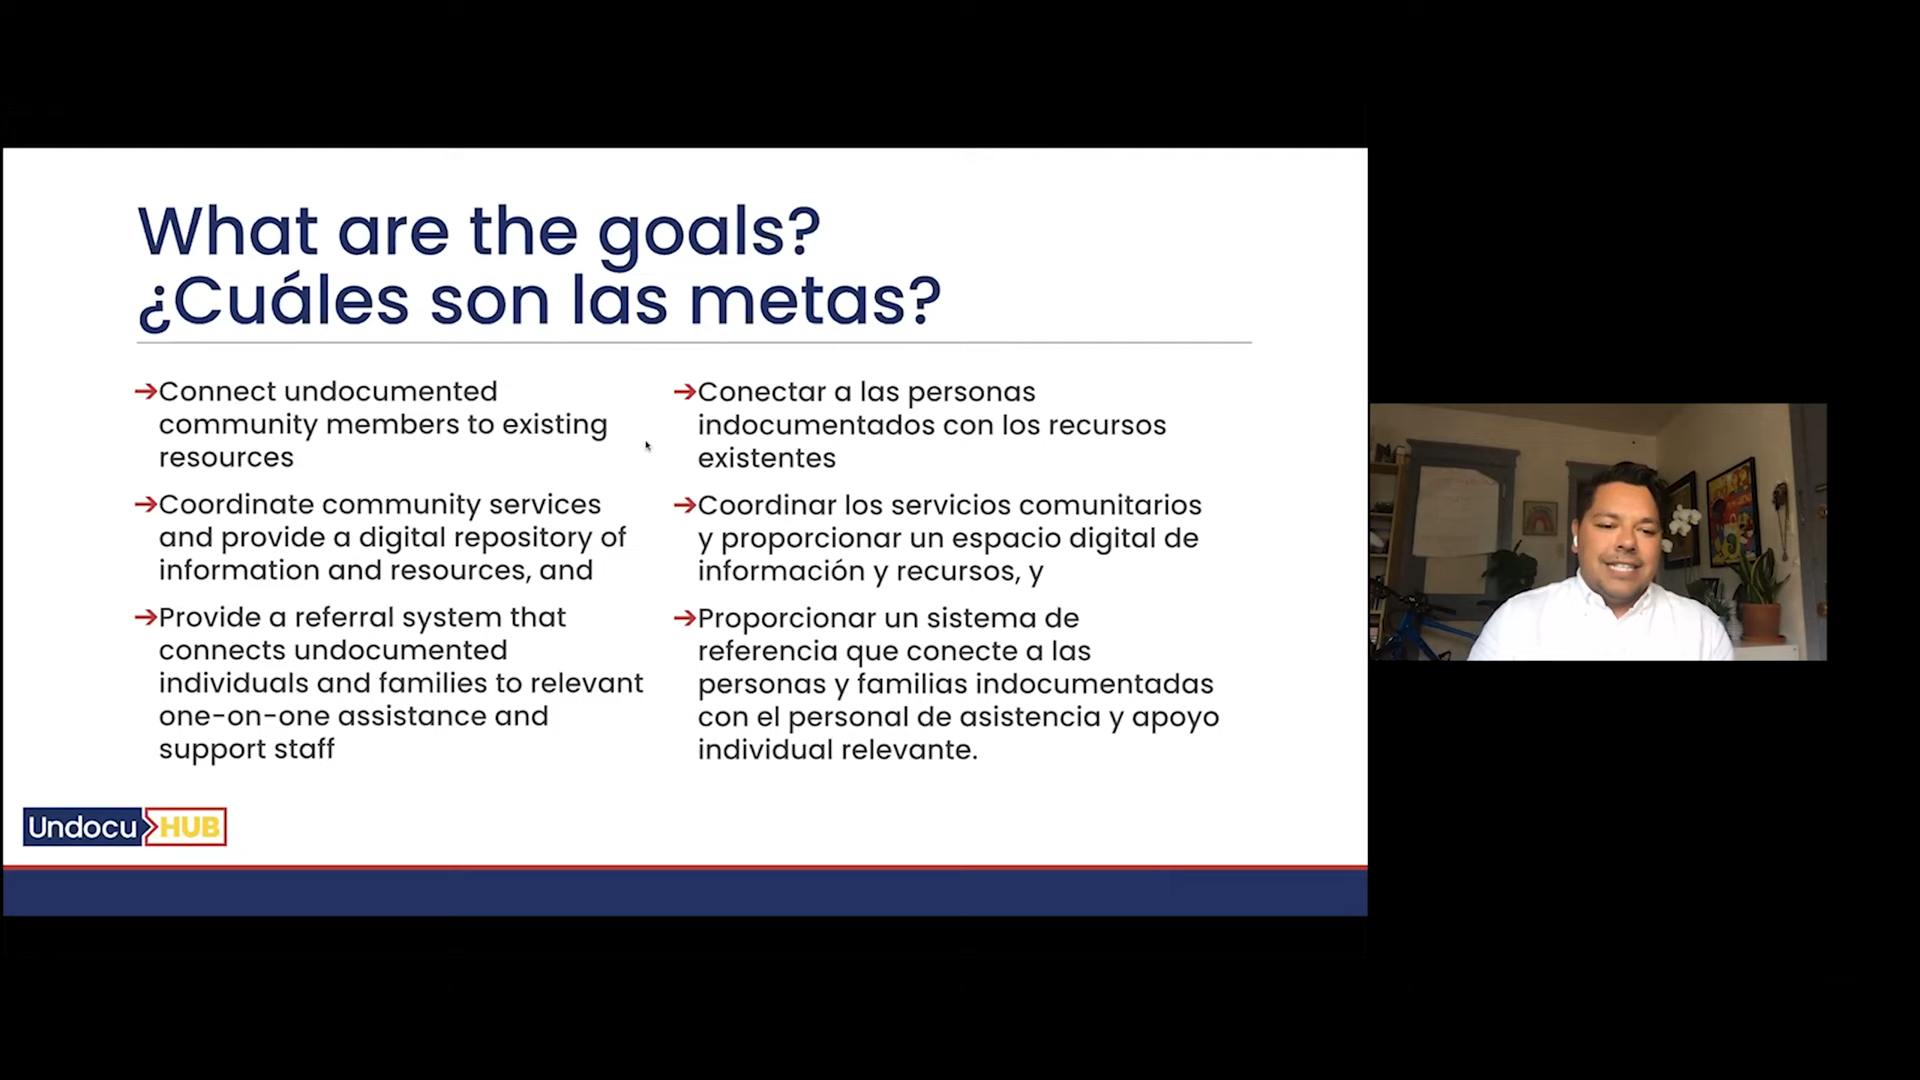 What are the goals?
¿Cuáles son las metas?
➔Connect undocumented
community members to existing
resources
➔Coordinate community services
and provide a digital repository of
information and resources, and
➔Provide a referral system that
connects undocumented
individuals and families to relevant
one-on-one assistance and
support staff
➔Conectar a las personas
indocumentados con los recursos
existentes
➔Coordinar los servicios comunitarios
y proporcionar un espacio digital de
información y recursos, y
➔Proporcionar un sistema de
referencia que conecte a las
personas y familias indocumentadas
con el personal de asistencia y apoyo
individual relevante.
Undocu HUB